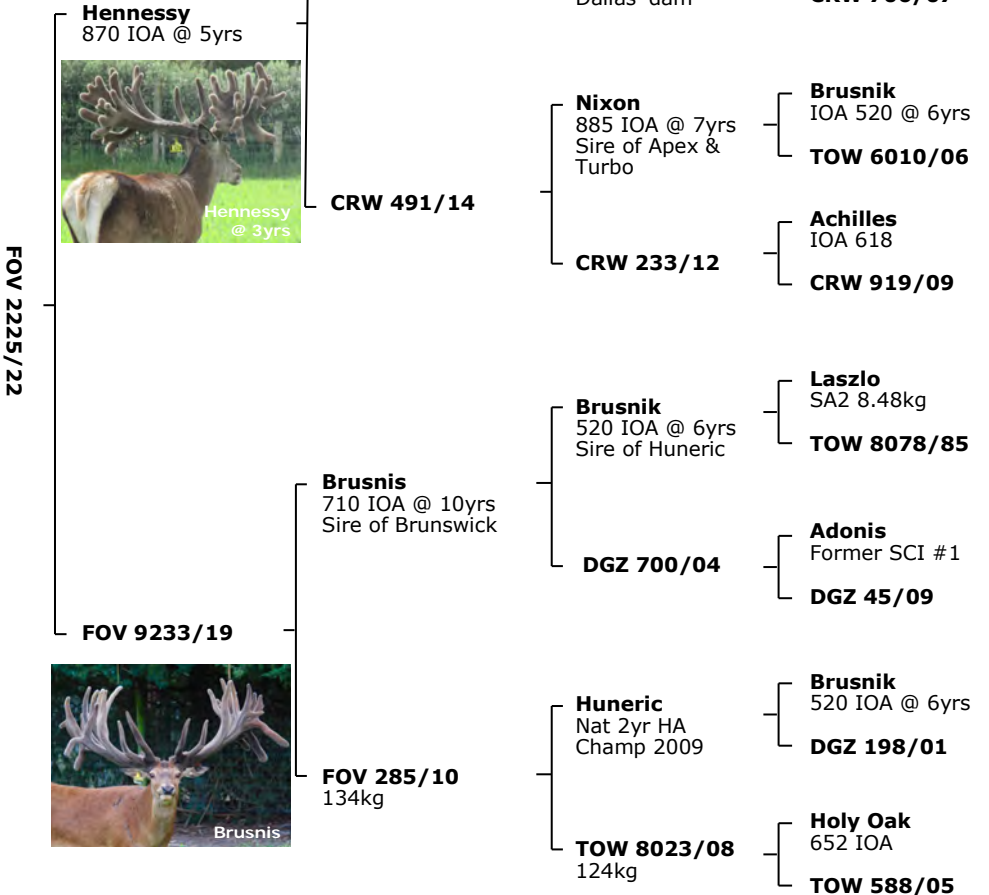 FOV 2225/22
Hennessy
870 IOA @ 5yrs
Hennessy
@ 3yrs
CRW 491/14
Nixon
885 IOA @ 7yrs
Sire of Apex &
Turbo
Brusnik
IOA 520 @ 6yrs
TOW 6010/06
CRW 233/12
Achilles
IOA 618
CRW 919/09
FOV 9233/19
Brusnis
Brusnis
710 IOA @ 10yrs
Sire of Brunswick
Brusnik
520 IOA @ 6yrs
Sire of Huneric
Laszlo
SA2 8.48kg
TOW 8078/85
DGZ 700/04
Adonis
Former SCI #1
DGZ 45/09
FOV 285/10
134kg
Huneric
Nat 2yr HA
Champ 2009
Brusnik
520 IOA @ 6yrs
DGZ 198/01
TOW 8023/08
124kg
Holy Oak
652 IOA
TOW 588/05